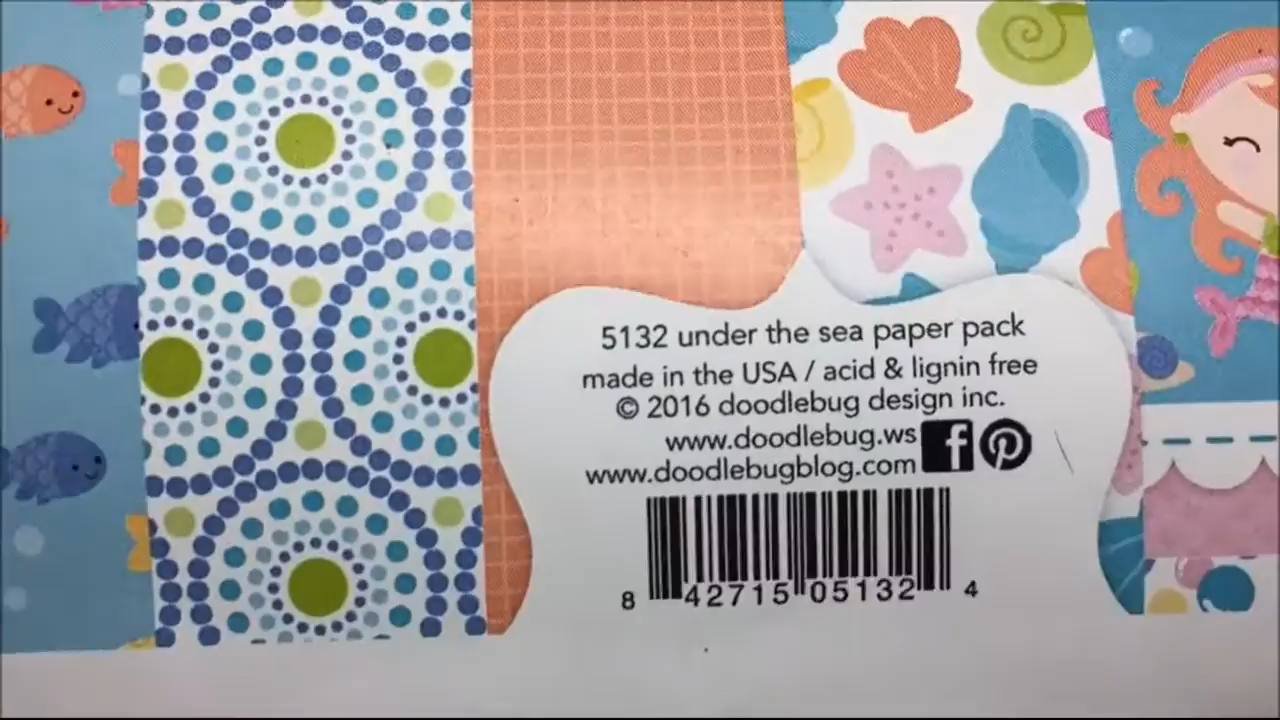 5132 under the sea paper pack
made in the USA / acid & lignin free
© 2016 doodlebug design inc.
www.doodlebug.ws
www.doodlebugblog.com
8 42715 05132 4